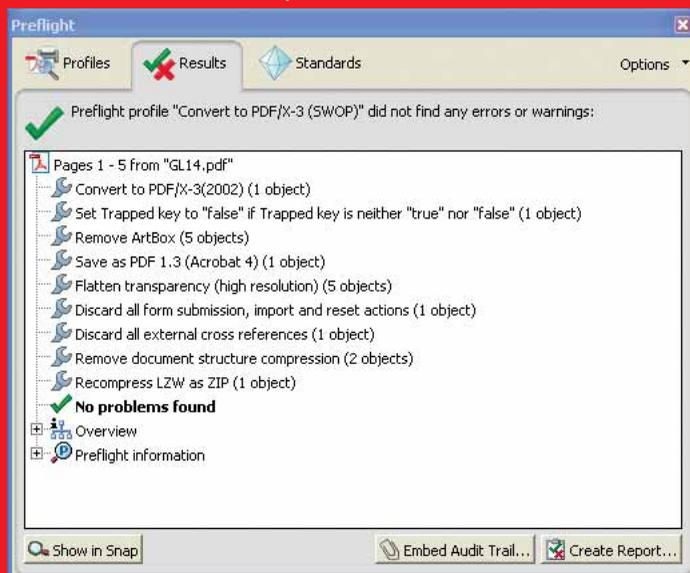 Preflight
Profiles
Results
Standards
Options
Preflight profile "Convert to PDF/X-3 (SWOP)" did not find any errors or warnings:
Pages 1 - 5 from "GL14.pdf"
Convert to PDF/X-3(2002) (1 object)
Set Trapped key to "false" if Trapped key is neither "true" nor "false" (1 object)
Remove ArtBox (5 objects)
Save as PDF 1.3 (Acrobat 4) (1 object)
Flatten transparency (high resolution) (5 objects)
Discard all form submission, import and reset actions (1 object)
Discard all external cross references (1 object)
Remove document structure compression (2 objects)
Recompress LZW as ZIP (1 object)
No problems found
Overview
Preflight information
Show in Snap
Embed Audit Trail...
Create Report...